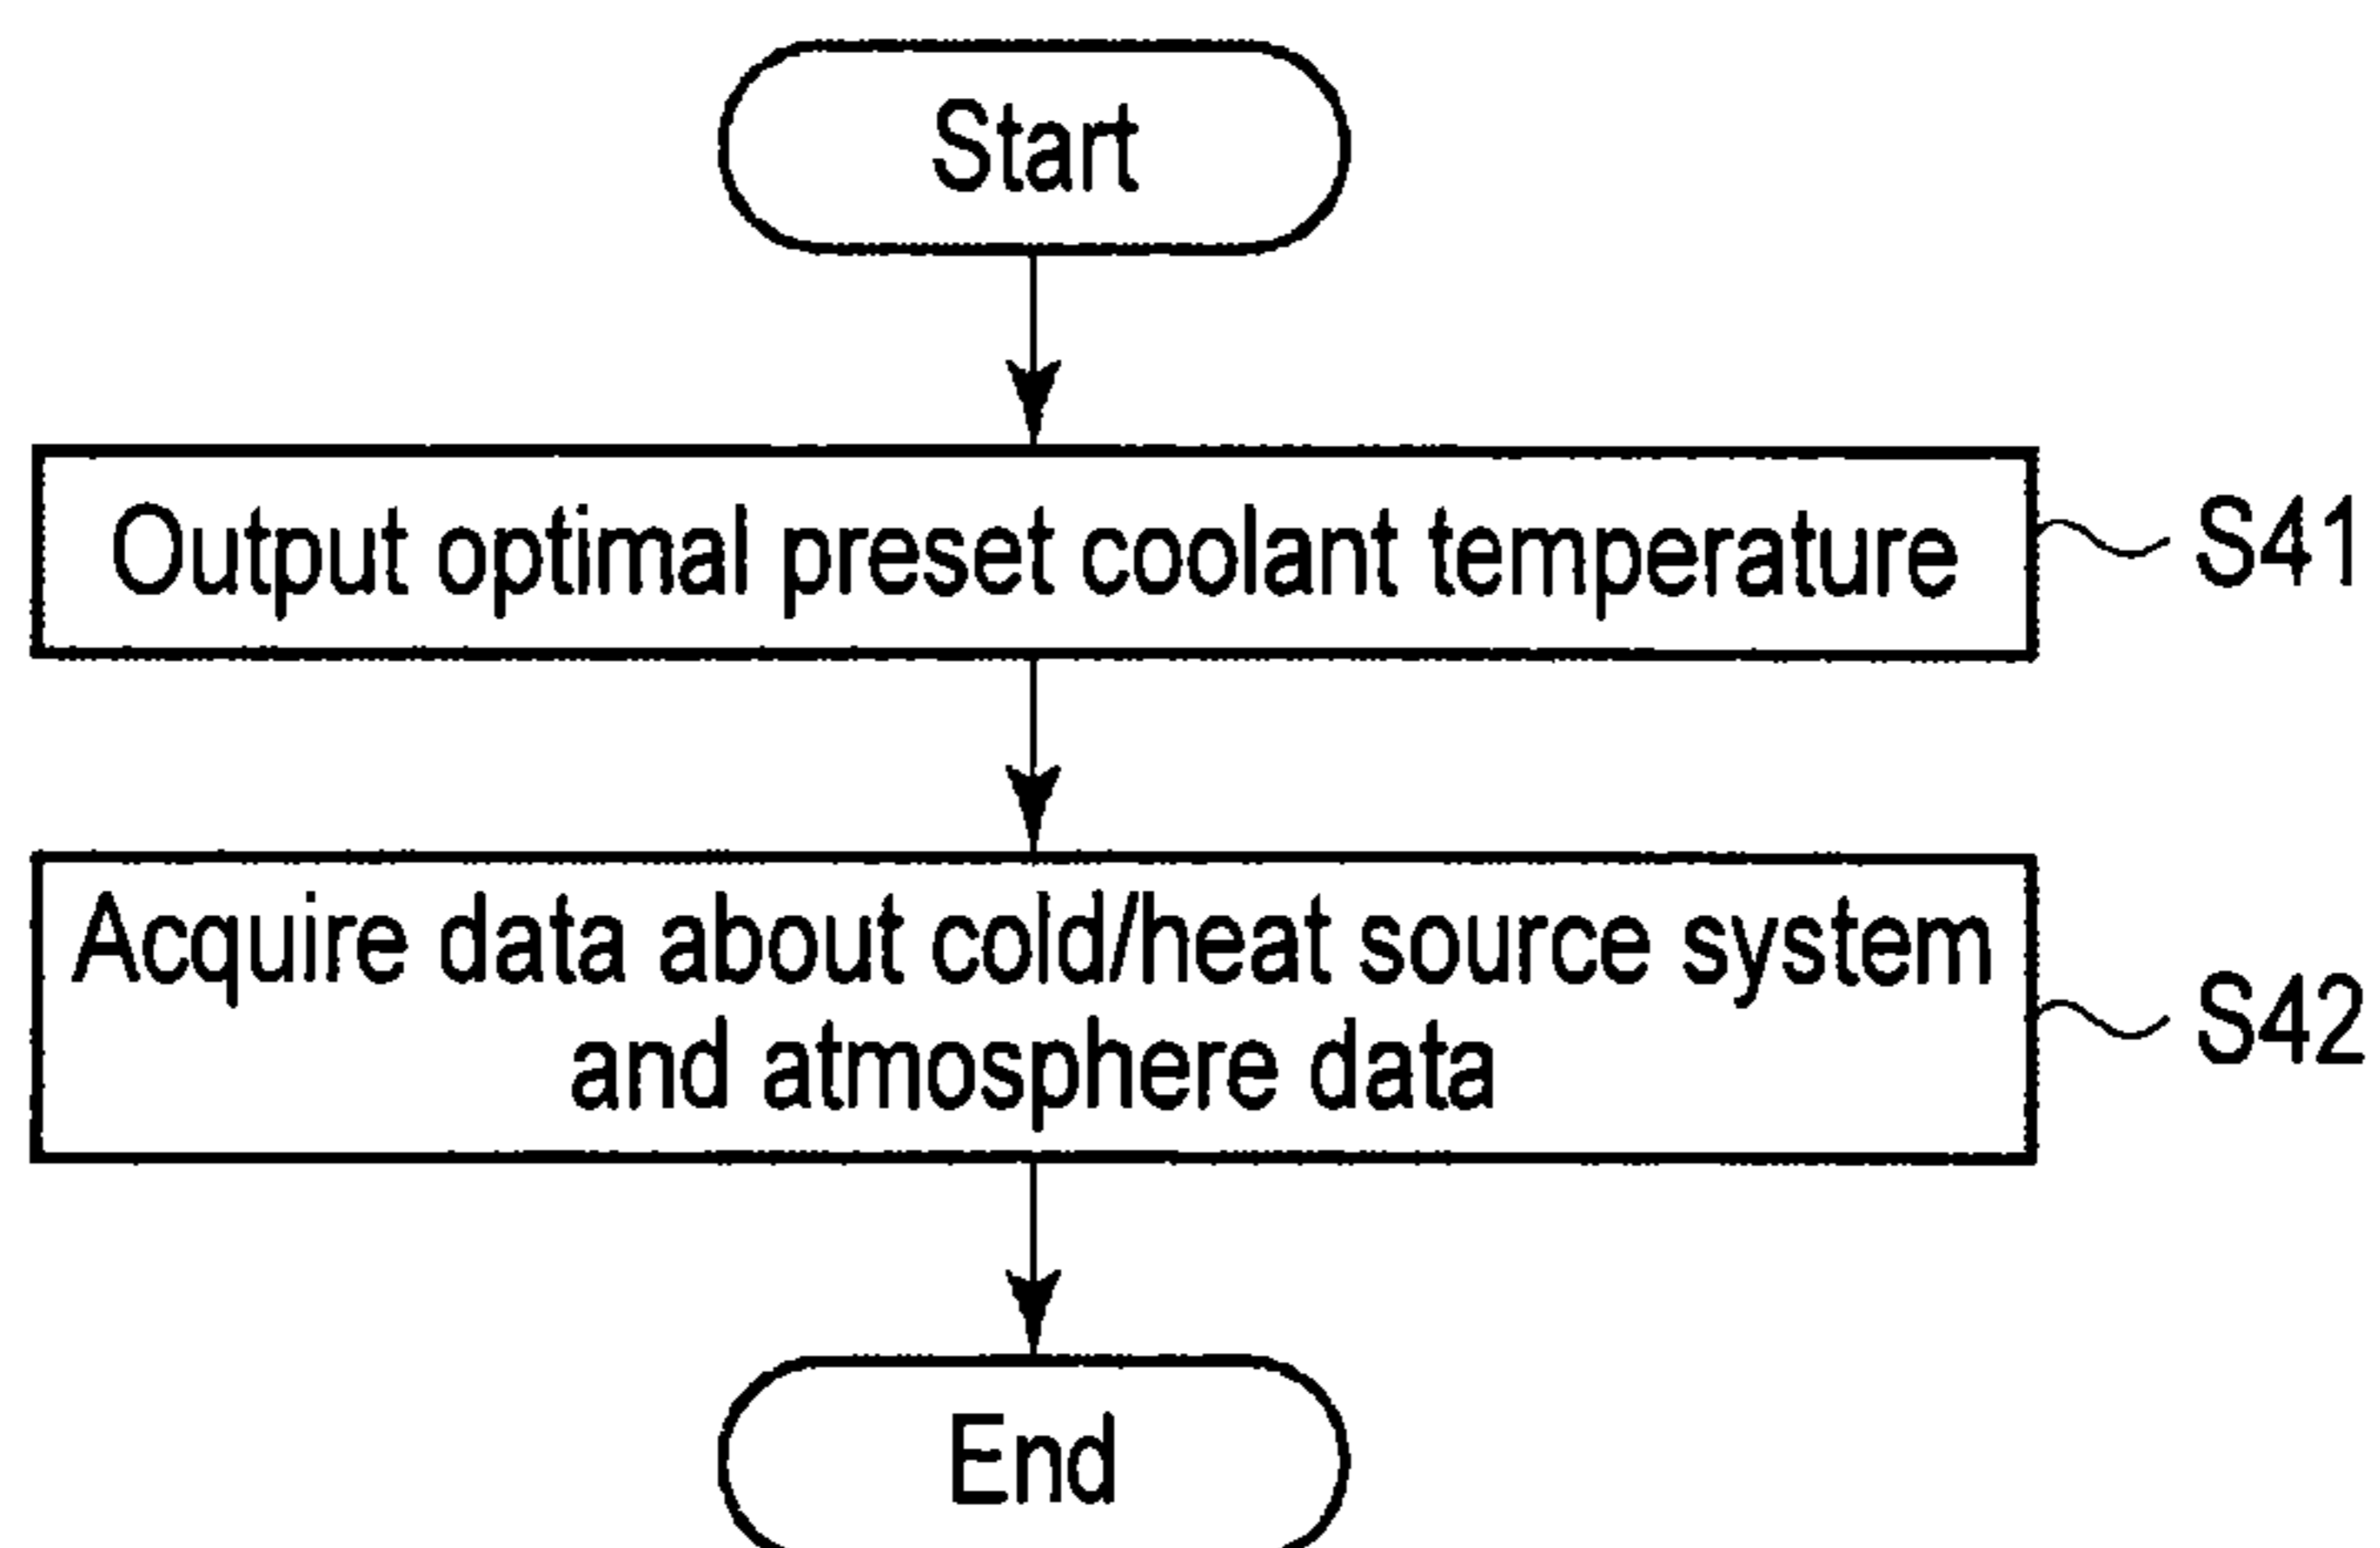 Start
Output optimal preset coolant temperature
S41
Acquire data about cold/heat source system
and atmosphere data
S42
End